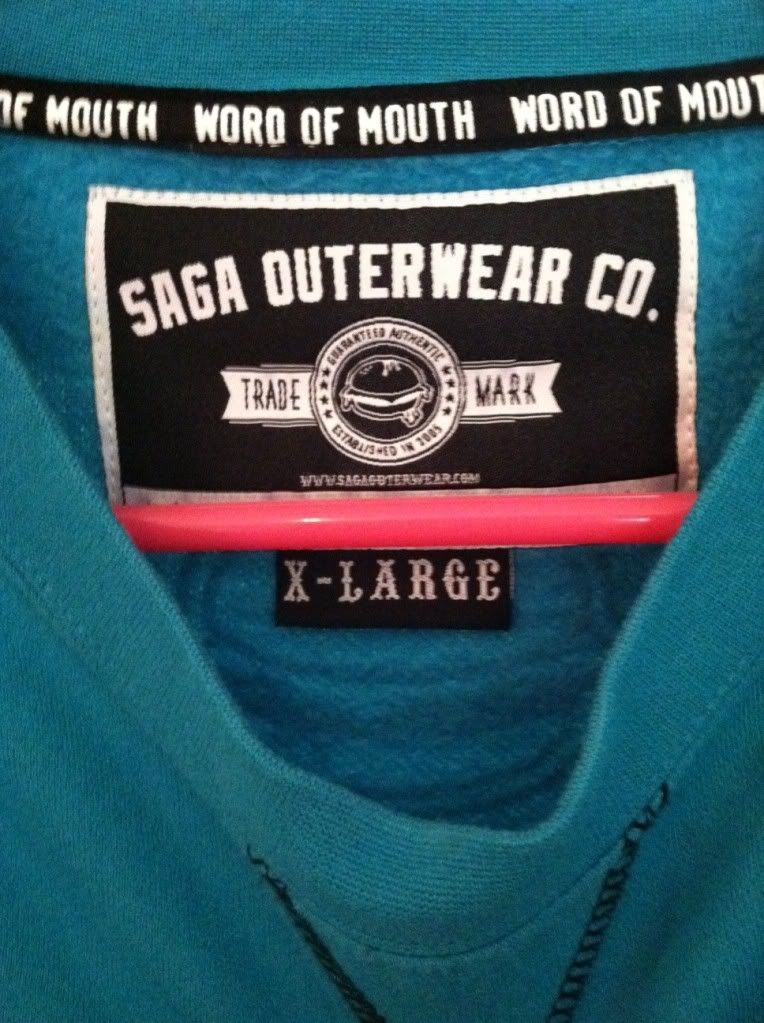 OF MOUTH WORD OF MOUTH WORD OF MOUT
SAGA OUTERWEAR CO.
GUARANTEED AUTHENTIC
TRADE MARK
ESTABLISHED IN 2005
WWW.SAGAOUTERWEAR.COM
X-LARGE